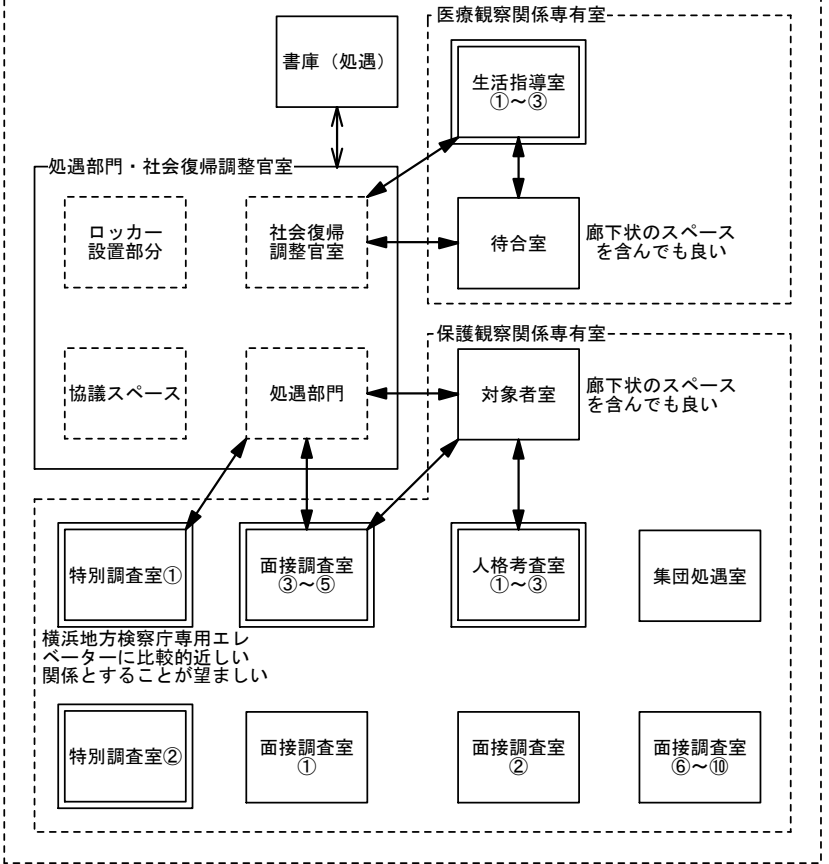 医療観察関係専有室
書庫（処遇）
生活指導室
①～③
処遇部門・社会復帰調整官室
ロッカー
設置部分
社会復帰
調整官室
待合室
廊下状のスペース
を含んでも良い
保護観察関係専有室
協議スペース
処遇部門
対象者室
廊下状のスペース
を含んでも良い
特別調査室①
面接調査室
③～⑤
人格考査室
①～③
集団処遇室
横浜地方検察庁専用エレ
ベーターに比較的近しい
関係とすることが望ましい
特別調査室②
面接調査室
①
面接調査室
②
面接調査室
⑥～⑩